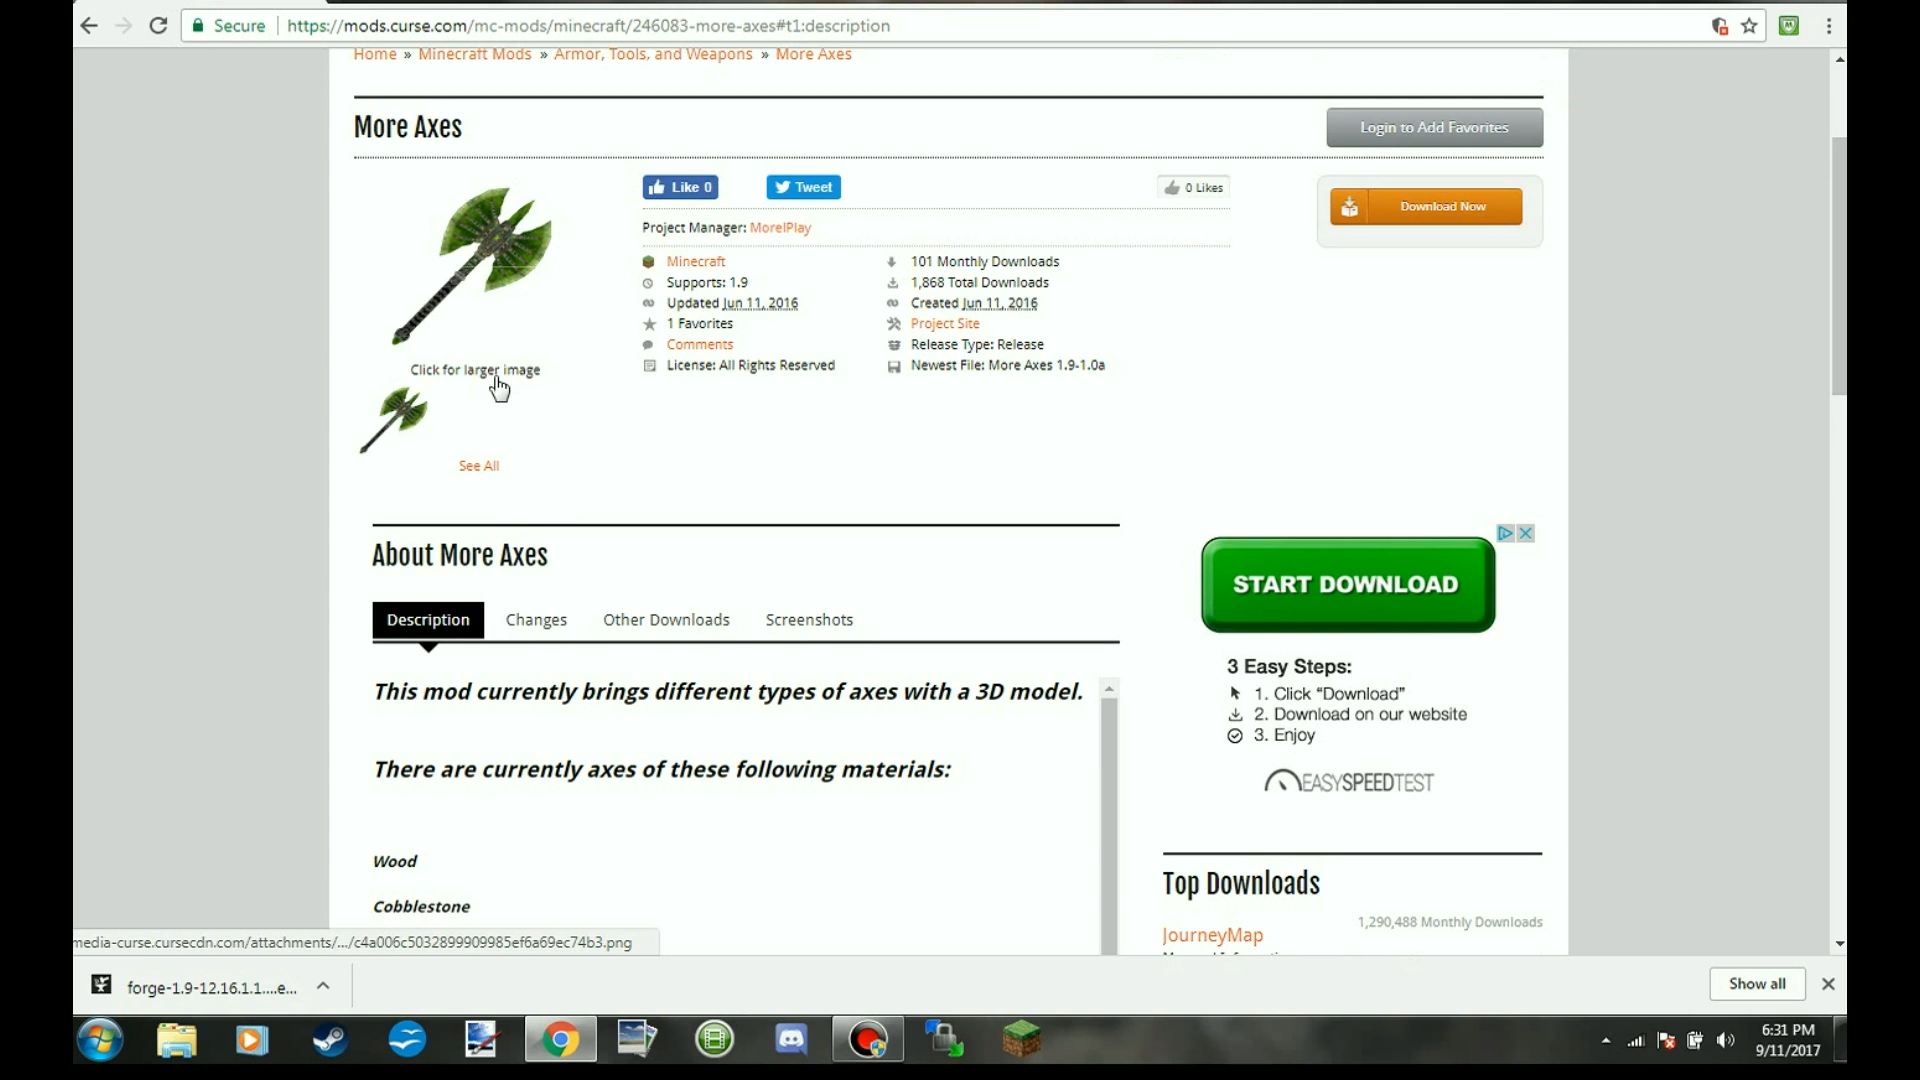 Secure
https://mods.curse.com/mc-mods/minecraft/246083-more-axes#t1:description
Home » Minecraft Mods » Armor, Tools, and Weapons » More Axes
More Axes
Login to Add Favorites
Like 0
Tweet
0 Likes
Download Now
Project Manager: MorelPlay
Minecraft
101 Monthly Downloads
Supports: 1.9
1,868 Total Downloads
Updated Jun 11, 2016
Created Jun 11, 2016
1 Favorites
Project Site
Comments
Release Type: Release
License: All Rights Reserved
Newest File: More Axes 1.9-1.0a
Click for larger image
See All
About More Axes
START DOWNLOAD
Description
Changes
Other Downloads
Screenshots
3 Easy Steps:
1. Click “Download”
2. Download on our website
3. Enjoy
EASYSPEEDTEST
This mod currently brings different types of axes with a 3D model.
There are currently axes of these following materials:
Wood
Cobblestone
Top Downloads
1,290,488 Monthly Downloads
JourneyMap
media-curse.cursecdn.com/attachments/.../c4a006c5032899909985ef6a69ec74b3.png
forge-1.9-12.16.1.1....e...
Show all
6:31 PM
9/11/2017